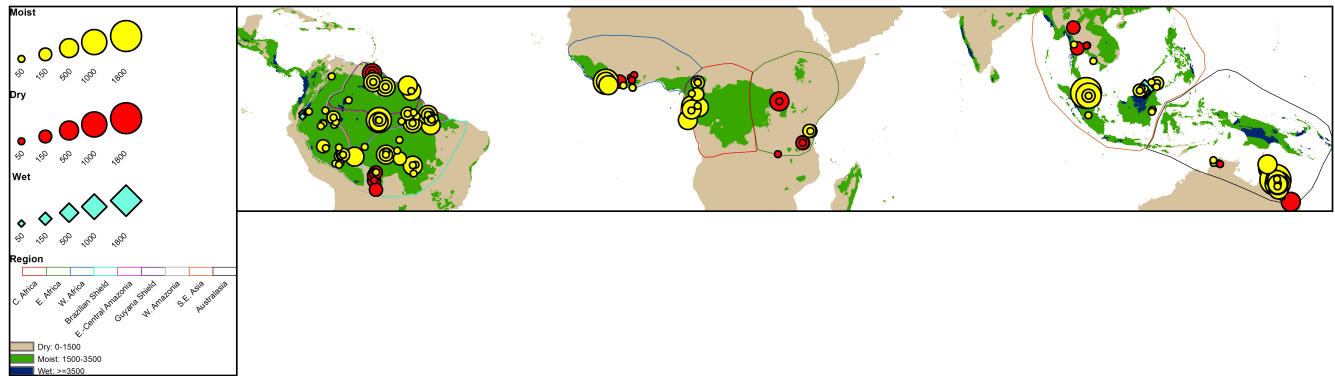 Moist
50 150 500 1000 1800
Dry
50 150 500 1000 1800
Wet
50 150 500 1000 1800
Region
C. Africa
E. Africa
W. Africa
Brazilian Shield
E.-Central Amazonia
Guyana Shield
W. Amazonia
S.E. Asia
Australasia
Dry: 0-1500
Moist: 1500-3500
Wet: >=3500